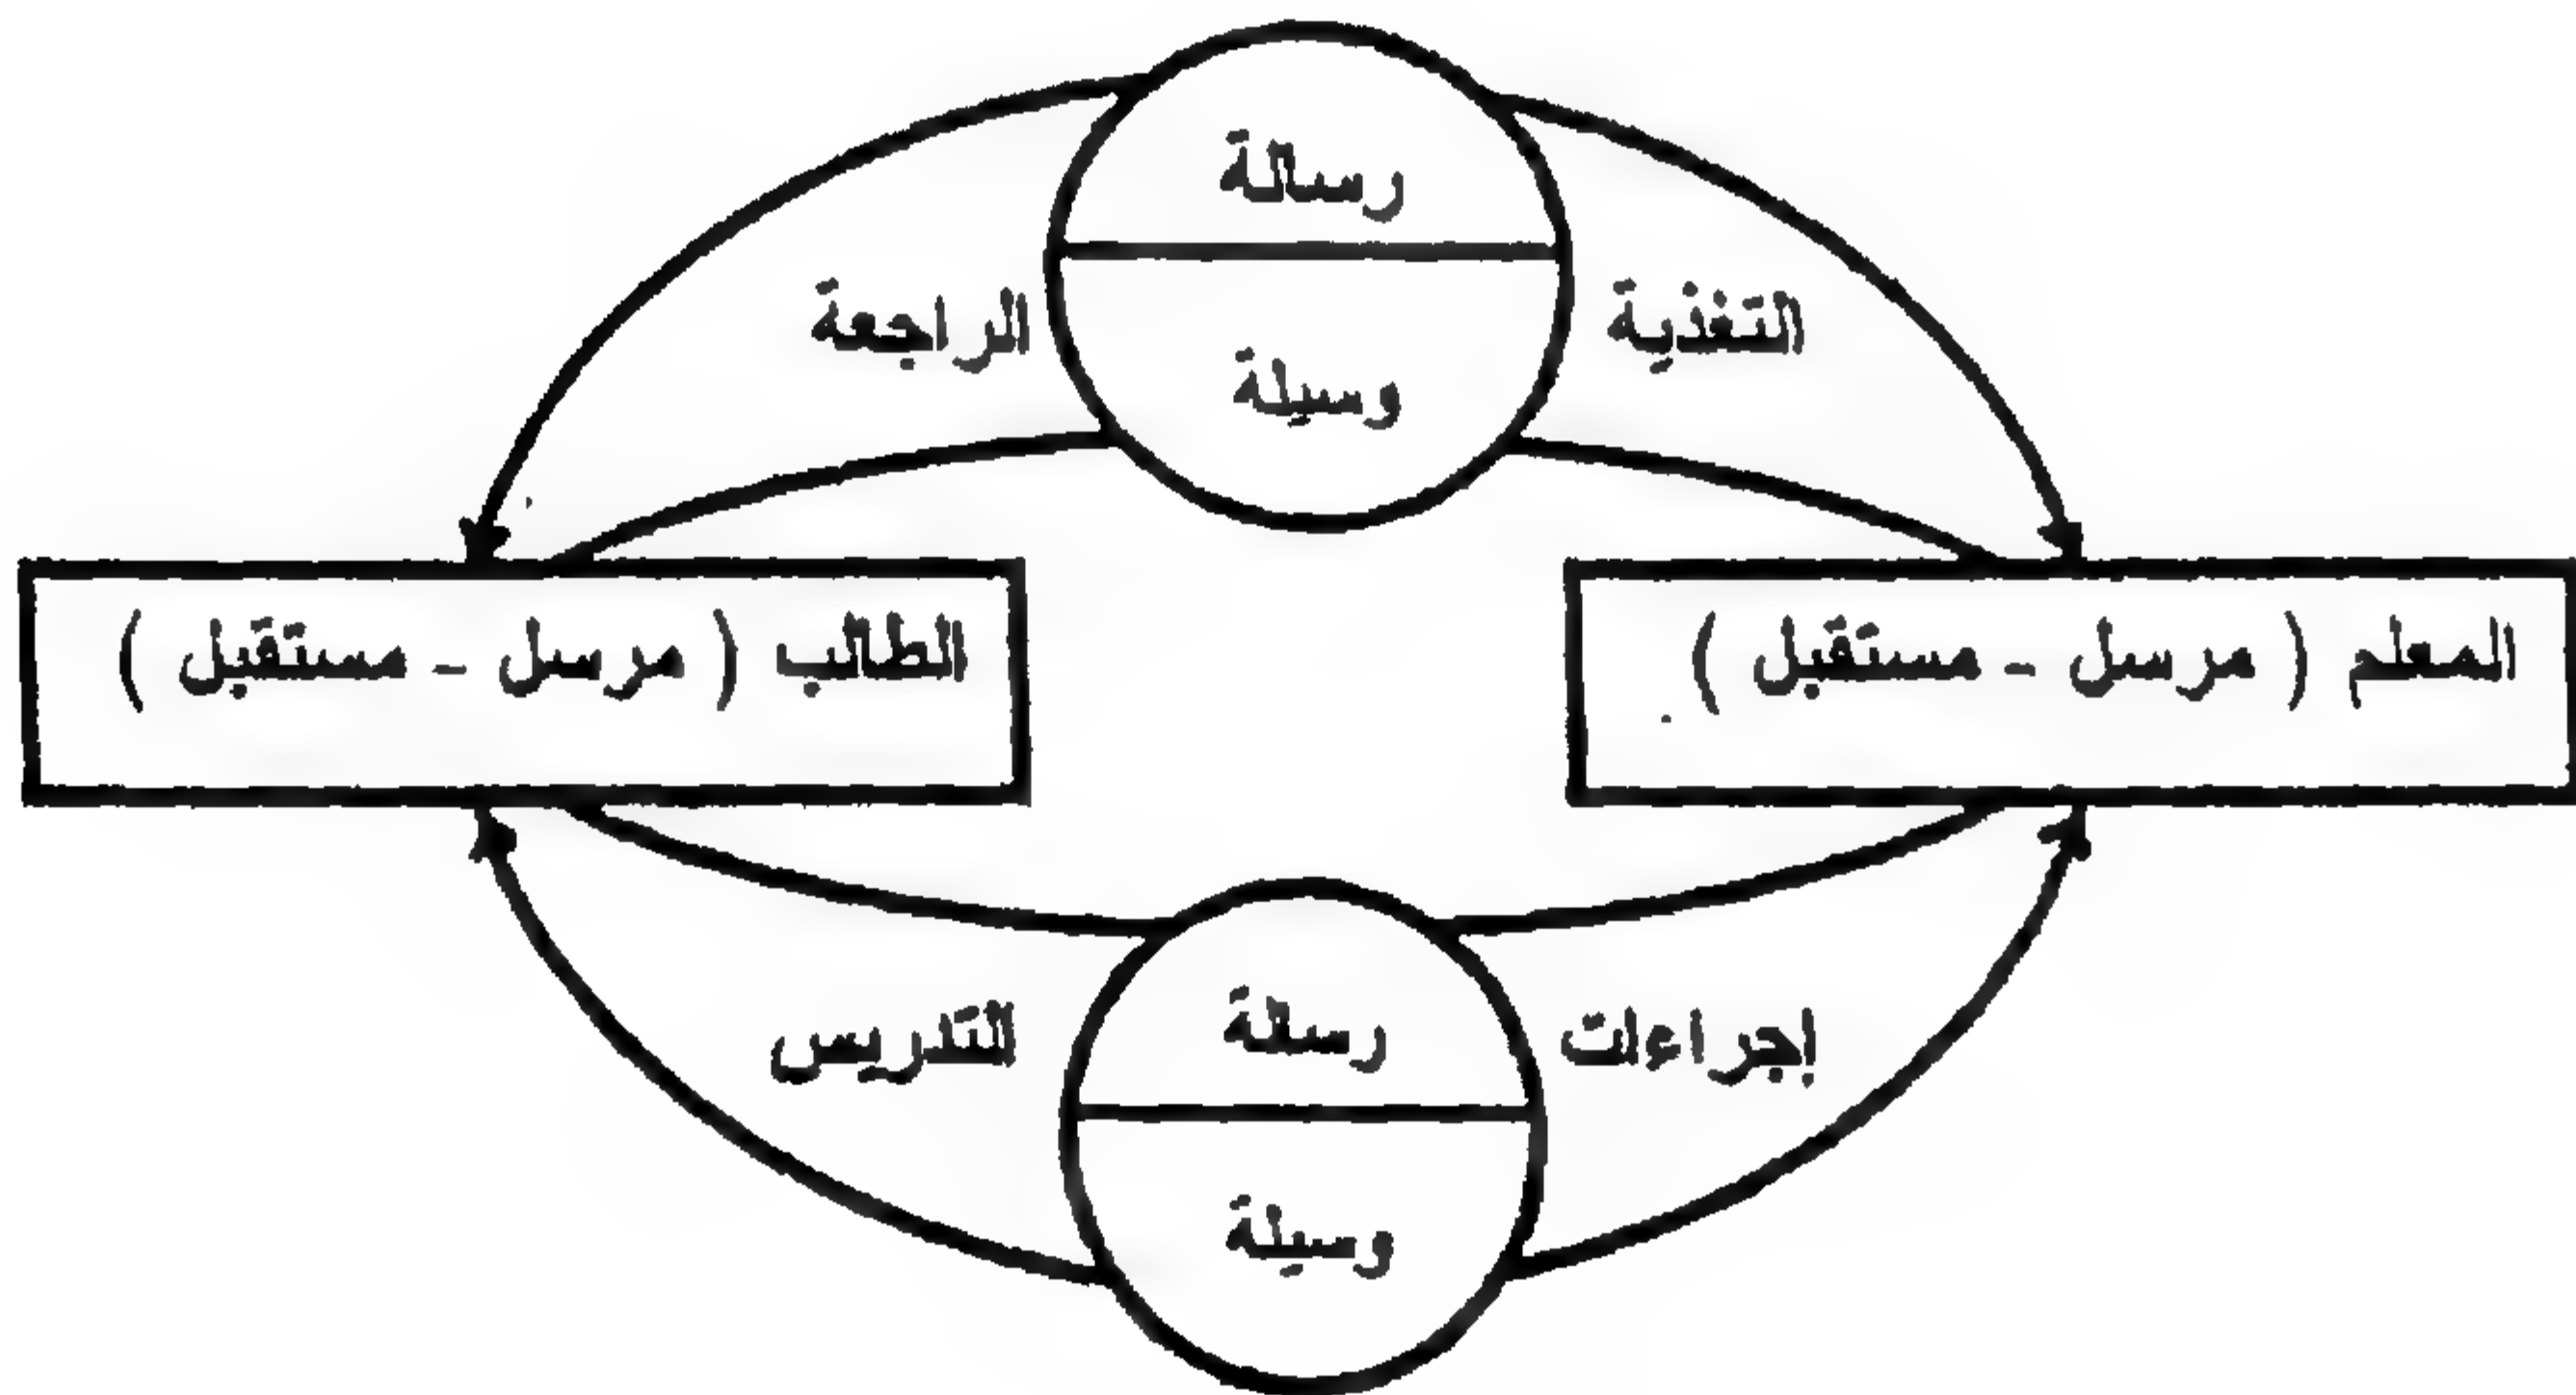 رسالة
التغذية
الراجعة
وسيلة
المعلم ( مرسل - مستقبل )
الطالب ( مرسل - مستقبل )
رسالة
إجراءات
التدريس
وسيلة